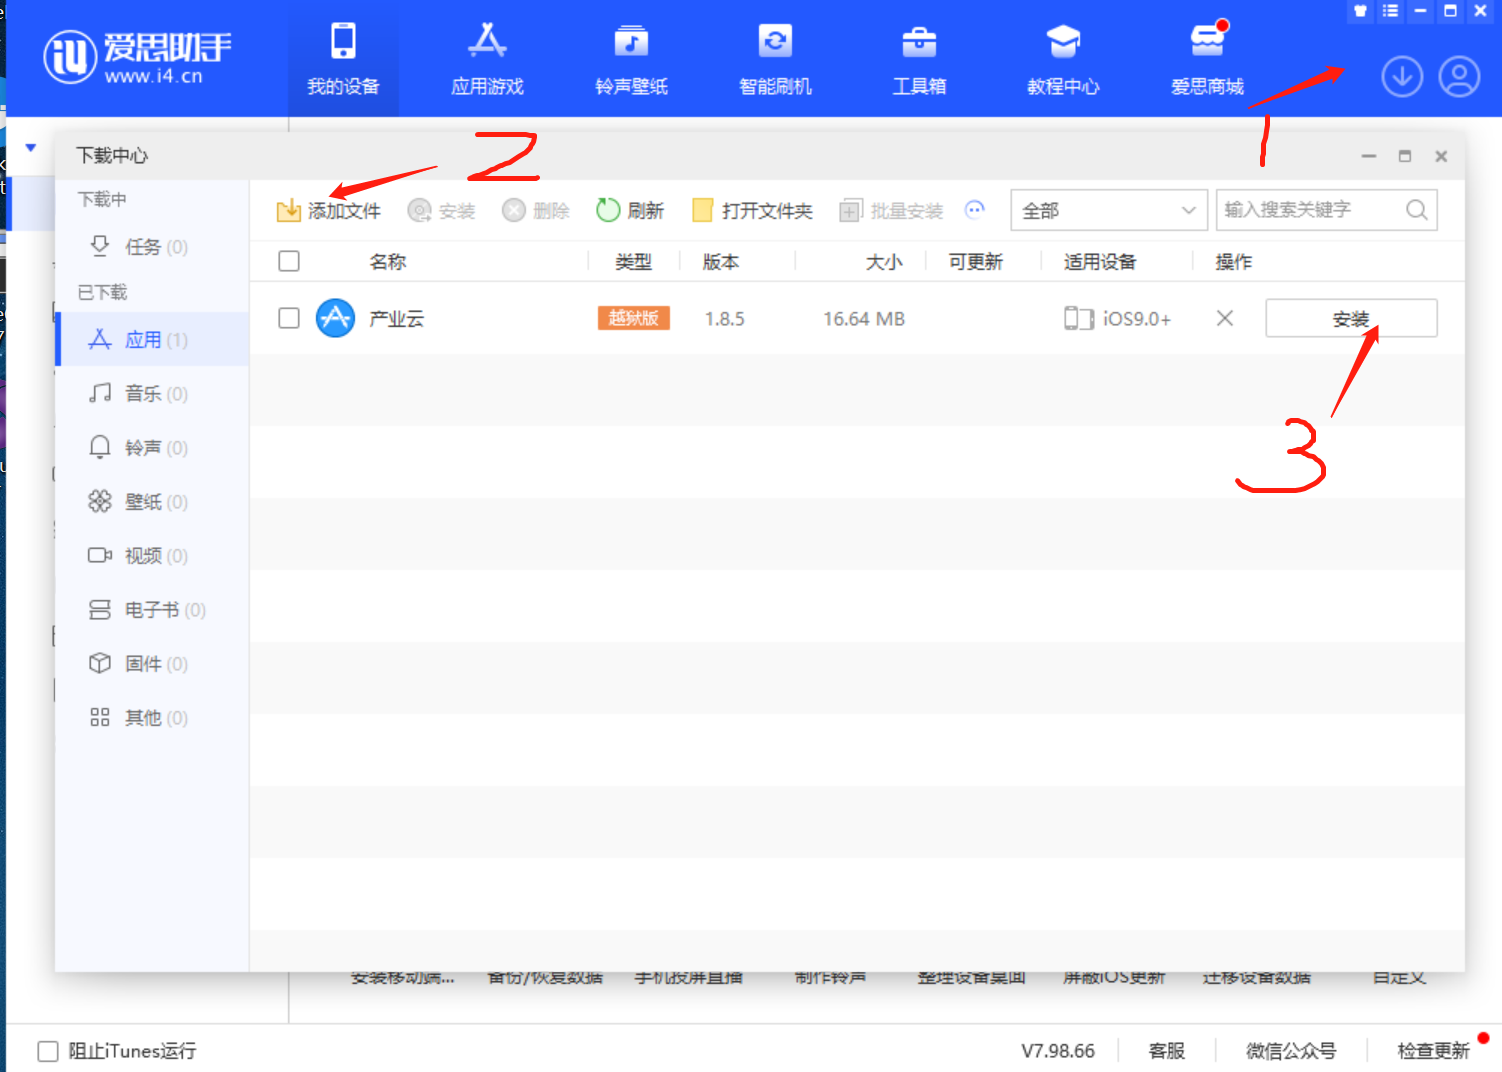 爱思助手
www.i4.cn
我的设备
应用游戏
铃声壁纸
智能刷机
工具箱
教程中心
爱思商城
1
下载中心
2
下载中
任务 (0)
已下载
应用 (1)
音乐 (0)
铃声 (0)
壁纸 (0)
视频 (0)
电子书 (0)
固件 (0)
其他 (0)
添加文件 安装 删除 刷新 打开文件夹 批量安装 全部 输入搜索关键字
名称 类型 版本 大小 可更新 适用设备 操作
产业云 越狱版 1.8.5 16.64 MB iOS9.0+ 安装
3
安装移动端... 备份/恢复数据 手机投屏直播 制作铃声 整理设备桌面 屏蔽iOS更新 迁移设备数据 自定义
阻止iTunes运行
V7.98.66 客服 微信公众号 检查更新